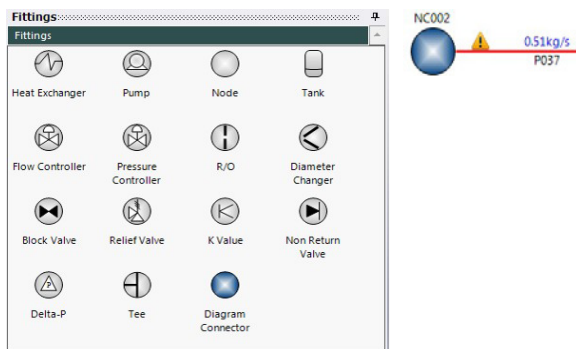 Fittings
Fittings
Heat Exchanger
Pump
Node
Tank
Flow Controller
Pressure
Controller
R/O
Diameter
Changer
Block Valve
Relief Valve
K Value
Non Return
Valve
Delta-P
Tee
Diagram
Connector
NC002
0.51kg/s
P037